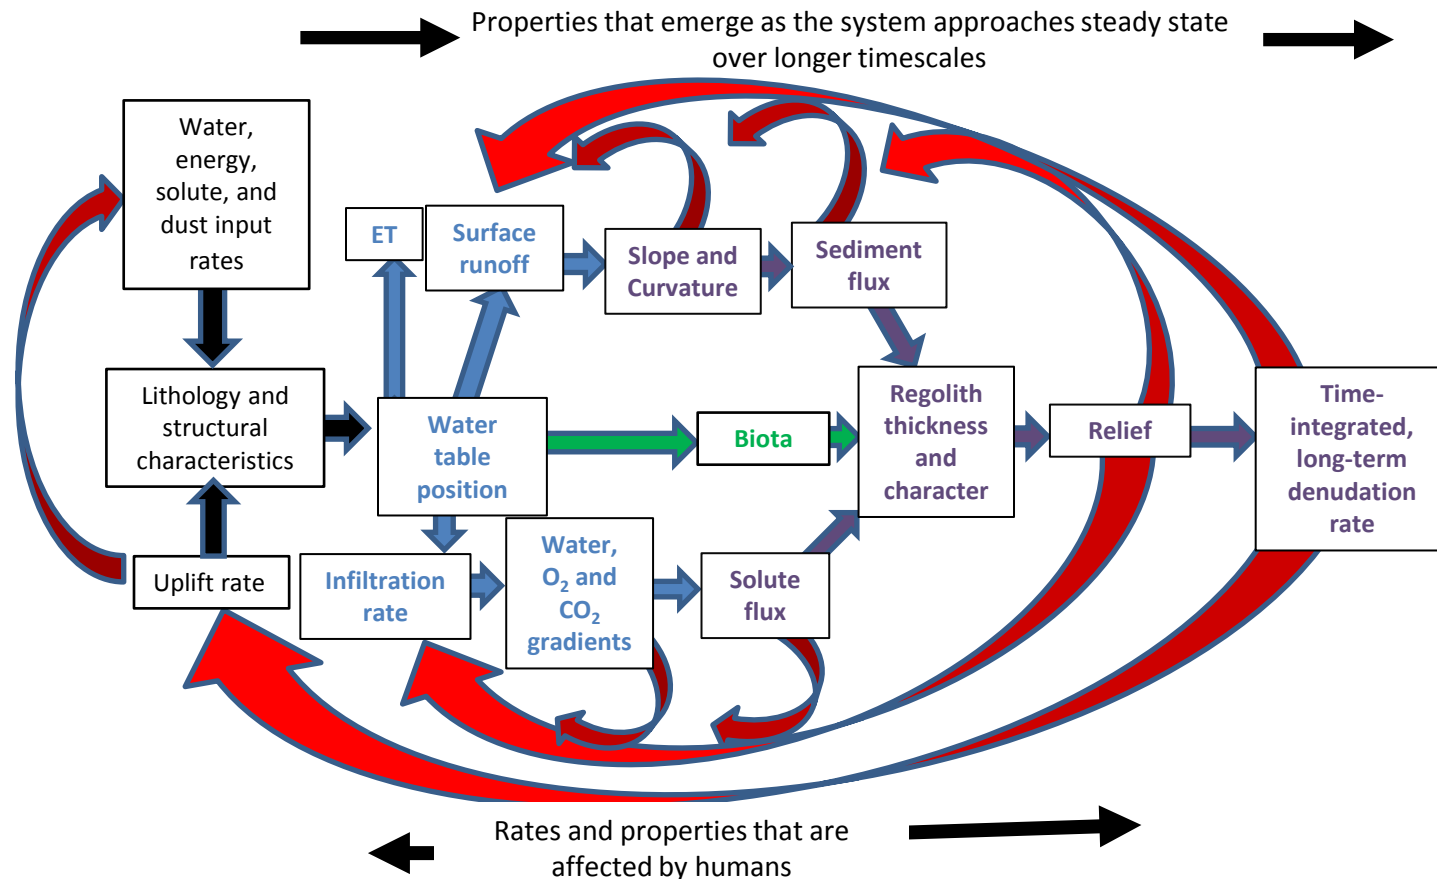 Properties that emerge as the system approaches steady state
over longer timescales
Water,
energy,
solute, and
dust input
rates
ET
Surface
runoff
Slope and
Curvature
Sediment
flux
Lithology and
structural
characteristics
Water
table
position
Biota
Regolith
thickness
and
character
Relief
Time-
integrated,
long-term
denudation
rate
Uplift rate
Infiltration
rate
Water,
O₂ and
CO₂
gradients
Solute
flux
Rates and properties that are
affected by humans